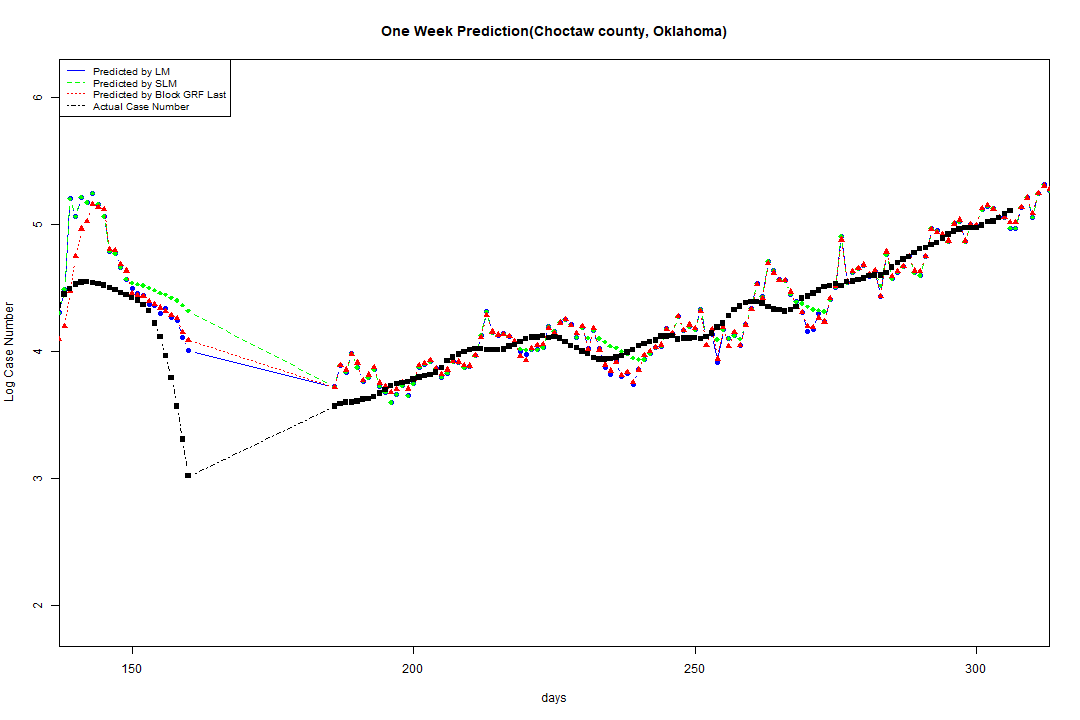 One Week Prediction(Choctaw county, Oklahoma)
Predicted by LM
Predicted by SLM
Predicted by Block GRF Last
Actual Case Number
Log Case Number
6
5
4
3
2
150
200
250
300
days